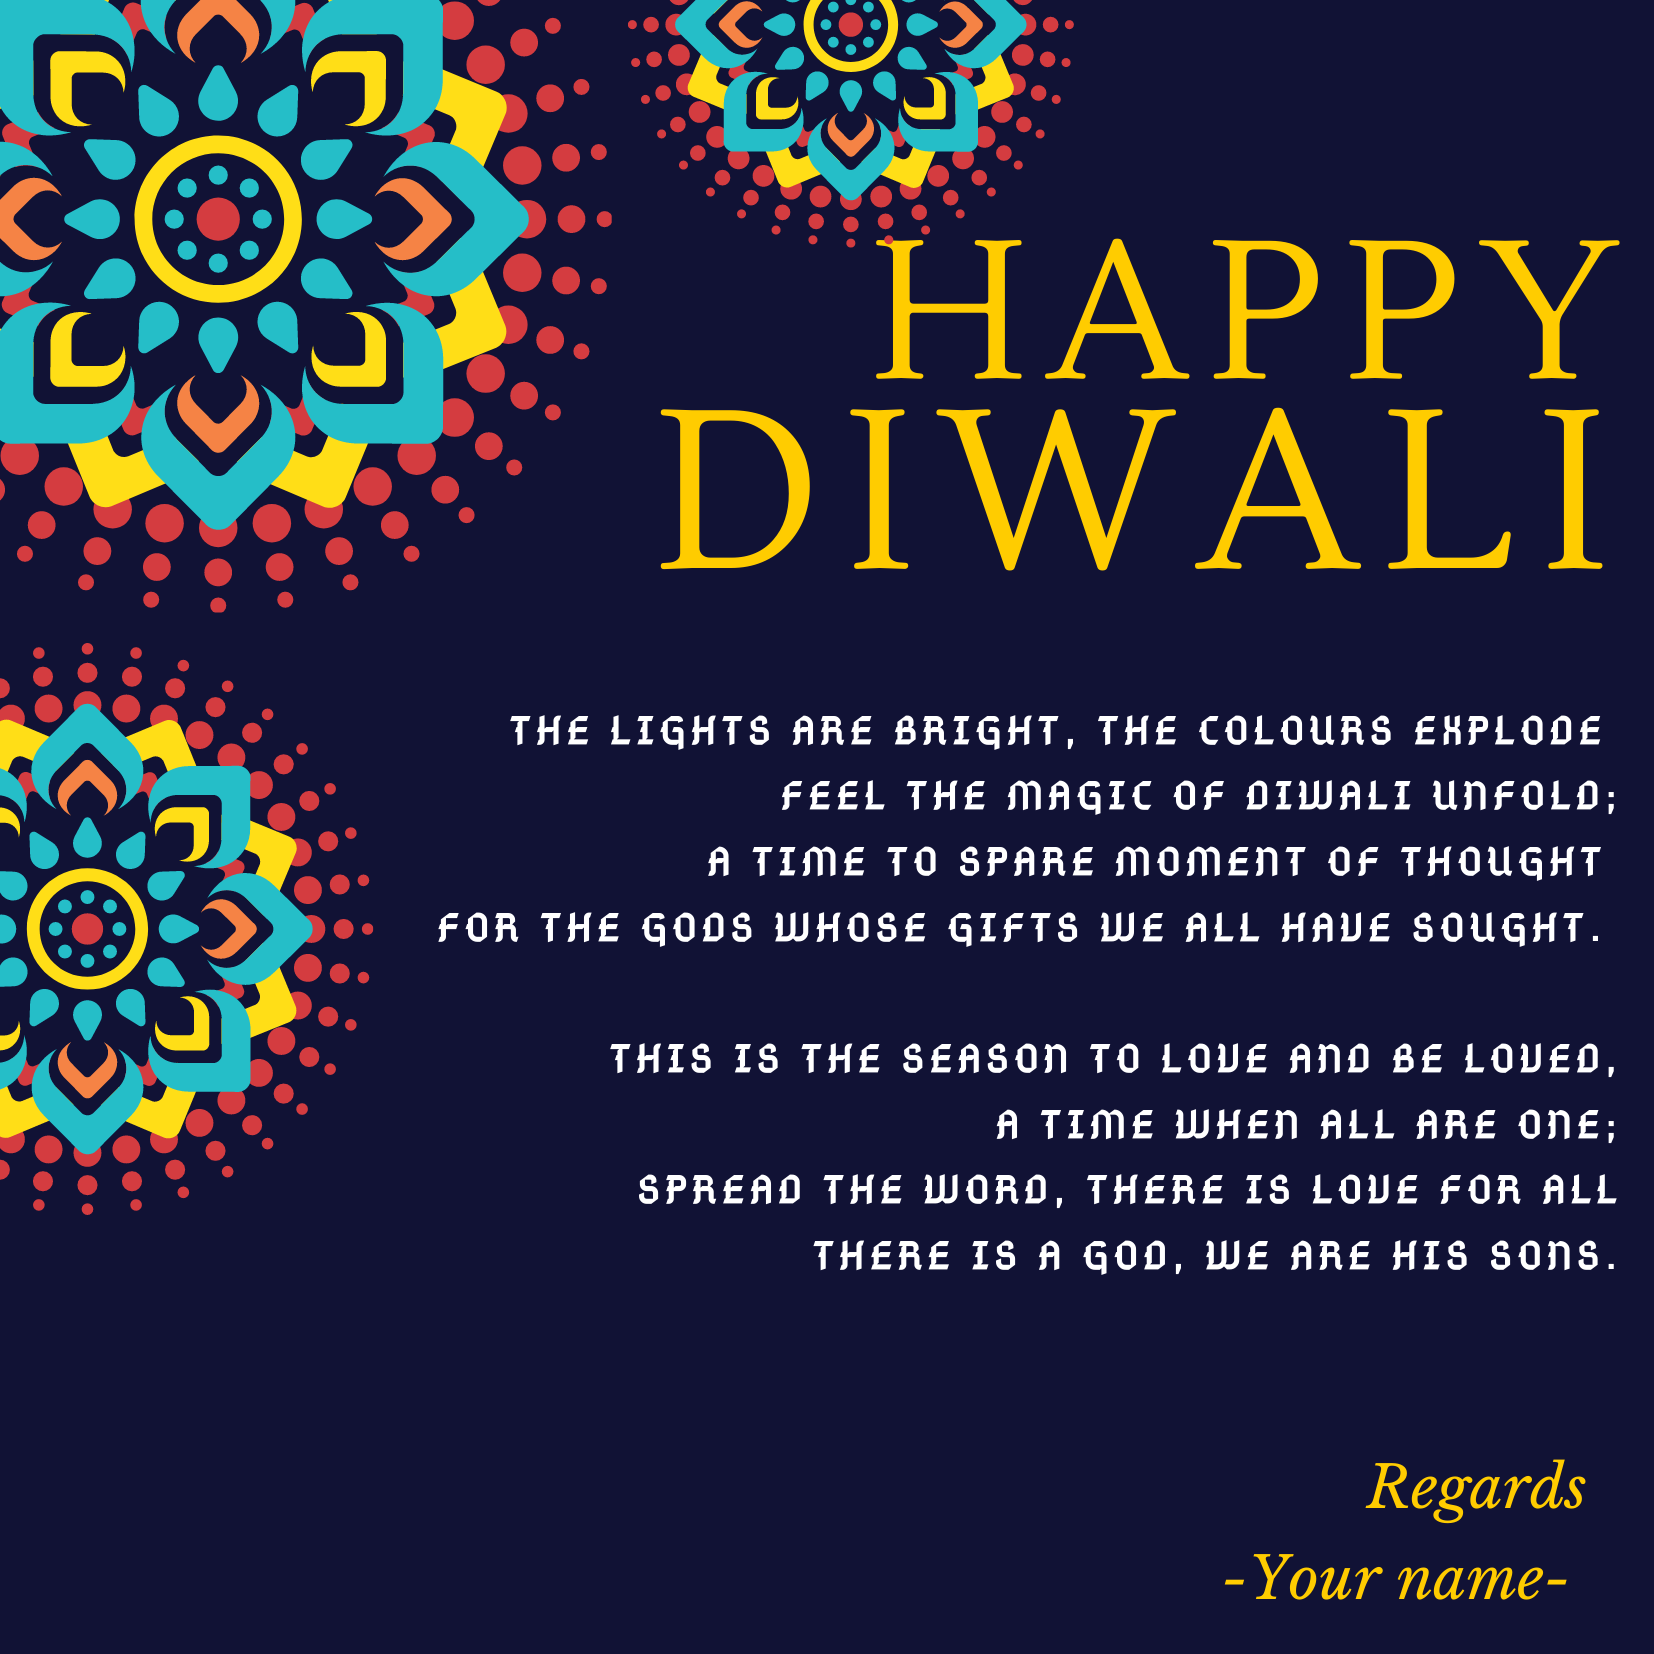 HAPPY
DIWALI
THE LIGHTS ARE BRIGHT, THE COLOURS EXPLODE
FEEL THE MAGIC OF DIWALI UNFOLD;
A TIME TO SPARE MOMENT OF THOUGHT
FOR THE GODS WHOSE GIFTS WE ALL HAVE SOUGHT.
THIS IS THE SEASON TO LOVE AND BE LOVED,
A TIME WHEN ALL ARE ONE;
SPREAD THE WORD, THERE IS LOVE FOR ALL
THERE IS A GOD, WE ARE HIS SONS.
Regards
-Your name-